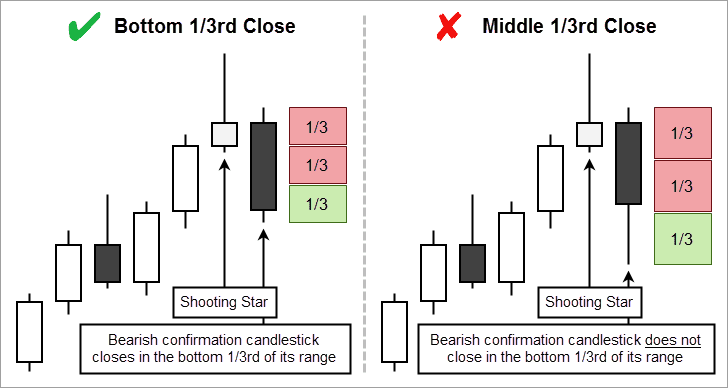 Bottom 1/3rd Close
1/3
1/3
1/3
Shooting Star
Bearish confirmation candlestick
closes in the bottom 1/3rd of its range
Middle 1/3rd Close
1/3
1/3
1/3
Shooting Star
Bearish confirmation candlestick does not
close in the bottom 1/3rd of its range